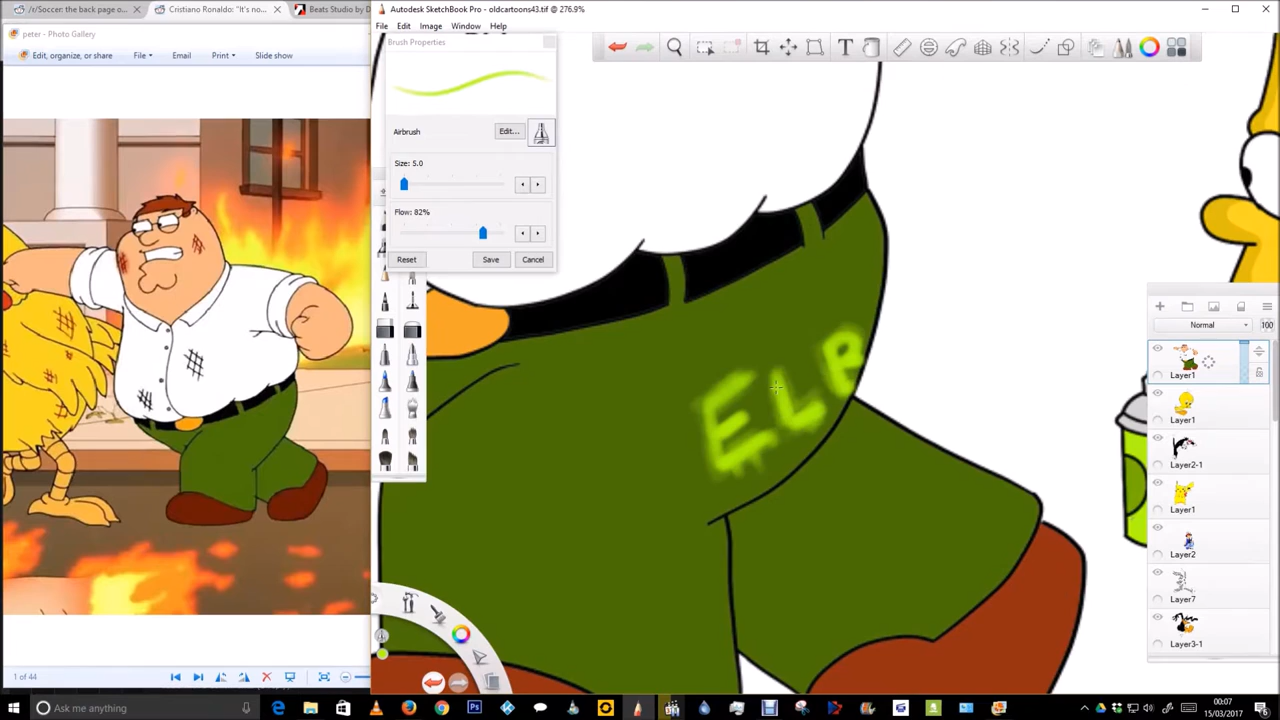 /r/Soccer: the back page o...
Cristiano Ronaldo: "It's no...
Beats Studio by D
Autodesk SketchBook Pro - oldcartoons43.tif @ 276.9%
peter - Photo Gallery
File Edit Image Window Help
Edit, organize, or share File Email Print Slide show
Brush Properties
Airbrush Edit...
Size: 5.0
Flow: 82%
Reset Save Cancel
ELB
Normal 100
Layer1
Layer1
Layer2-1
Layer1
Layer2
Layer7
Layer3-1
1 of 44
Ask me anything
00:07
15/03/2017